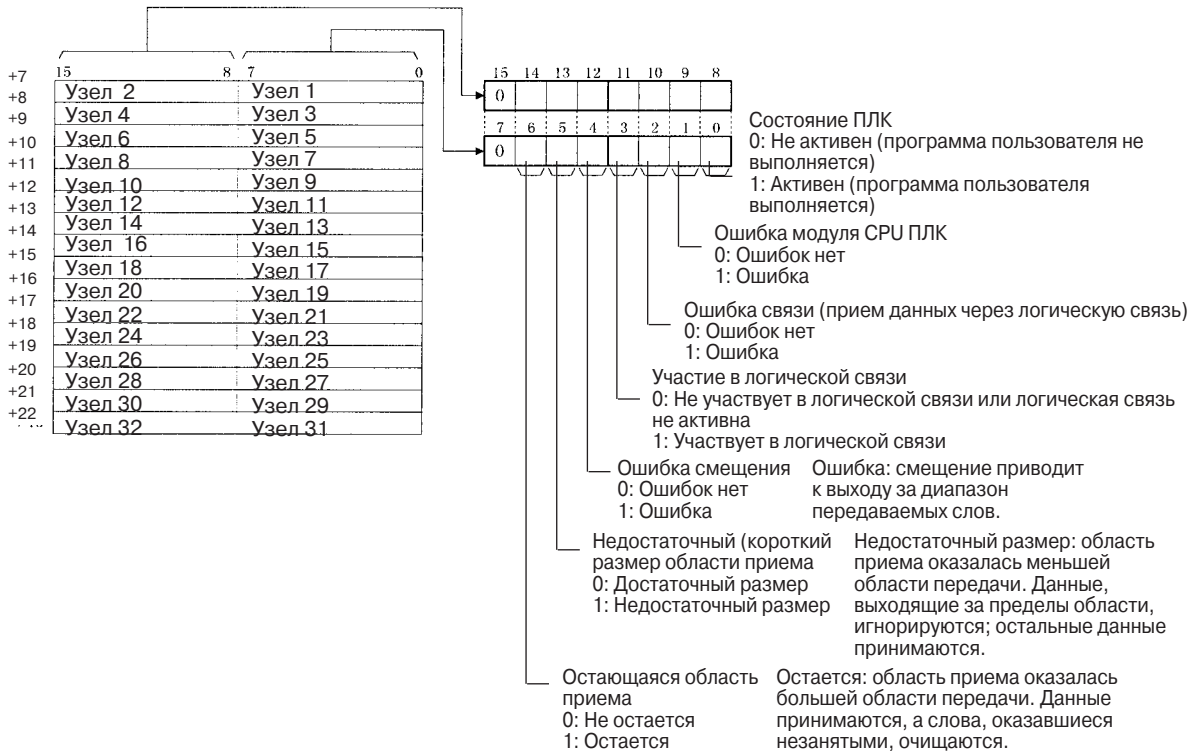 15 8 7 0
+7
+8 Узел 2 Узел 1
+9 Узел 4 Узел 3
+10 Узел 6 Узел 5
+11 Узел 8 Узел 7
+12 Узел 10 Узел 9
+13 Узел 12 Узел 11
+14 Узел 14 Узел 13
+15 Узел 16 Узел 15
+16 Узел 18 Узел 17
+17 Узел 20 Узел 19
+18 Узел 22 Узел 21
+19 Узел 24 Узел 23
+20 Узел 26 Узел 25
+21 Узел 28 Узел 27
+22 Узел 30 Узел 29
Узел 32 Узел 31
15 14 13 12 11 10 9 8
0
7 6 5 4 3 2 1 0
0
Состояние ПЛК
0: Не активен (программа пользователя не
выполняется)
1: Активен (программа пользователя
выполняется)
Ошибка модуля CPU ПЛК
0: Ошибок нет
1: Ошибка
Ошибка связи (прием данных через логическую связь)
0: Ошибок нет
1: Ошибка
Участие в логической связи
0: Не участвует в логической связи или логическая связь
не активна
1: Участвует в логической связи
Ошибка смещения
0: Ошибок нет
1: Ошибка
Ошибка: смещение приводит
к выходу за диапазон
передаваемых слов.
Недостаточный (короткий
размер области приема
0: Достаточный размер
1: Недостаточный размер
Недостаточный размер: область
приема оказалась меньшей
области передачи. Данные,
выходящие за пределы области,
игнорируются; остальные данные
принимаются.
Остающаяся область
приема
0: Не остается
1: Остается
Остается: область приема оказалась
большей области передачи. Данные
принимаются, а слова, оказавшиеся
незанятыми, очищаются.